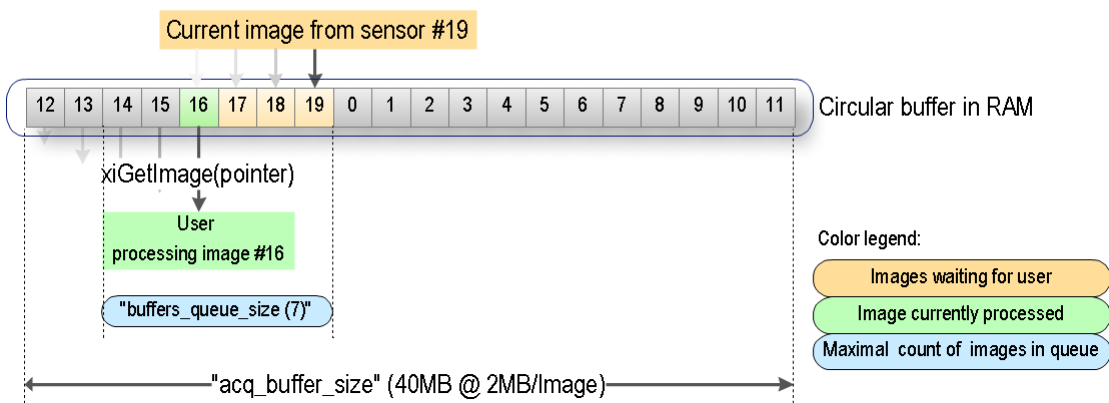 Current image from sensor #19
12 13 14 15 16 17 18 19 0 1 2 3 4 5 6 7 8 9 10 11
Circular buffer in RAM
xiGetImage(pointer)
User
processing image #16
"buffers_queue_size (7)"
"acq_buffer_size" (40MB @ 2MB/Image)
Color legend:
Images waiting for user
Image currently processed
Maximal count of images in queue